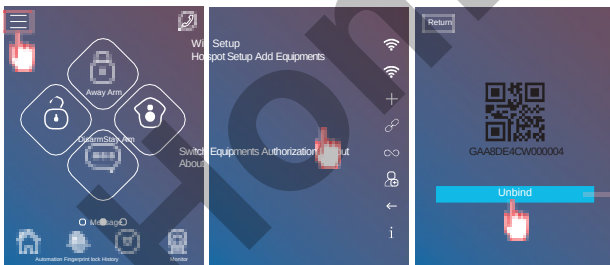 Away Arm
Disarm Stay Arm
Message
Automation Fingerprint lock History
Monitor
Wi Setup
Hotspot Setup Add Equipments
Switch Equipments Authorization
About
Return
GAA8DE4CW000004
Unbind